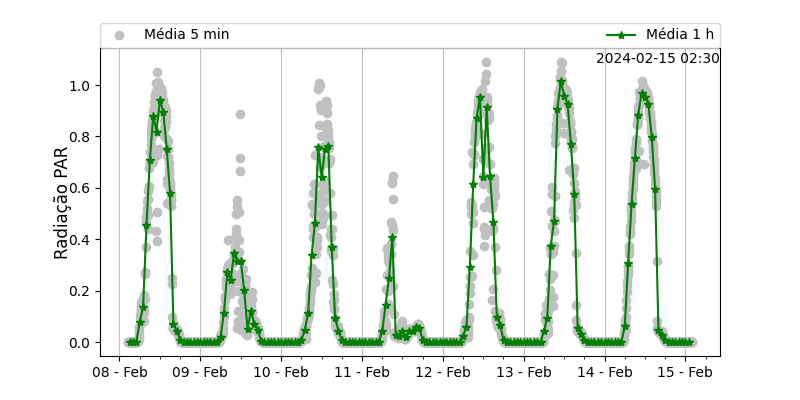 Média 5 min
Média 1 h
2024-02-15 02:30
Radiação PAR
1.0
0.8
0.6
0.4
0.2
0.0
08 - Feb
09 - Feb
10 - Feb
11 - Feb
12 - Feb
13 - Feb
14 - Feb
15 - Feb